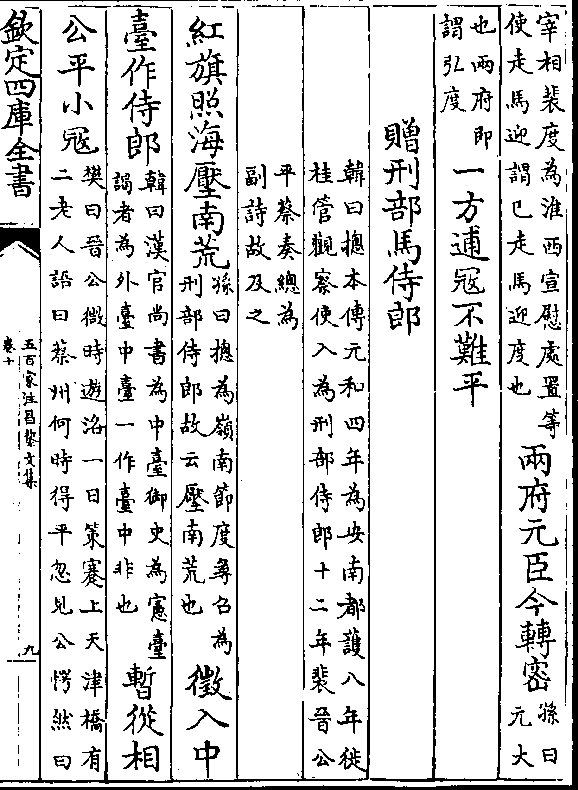 宰相裴度為淮西宣慰處置等
使走馬迎謂已走馬迎度也
兩府元臣今轉密
孫曰
元大
也兩府即
謂弘度
一方逋冦不難平
贈刑部馬侍郎
韓曰摠本傳元和四年為安南都護八年徙
桂管觀察使入為刑部侍郎十二年裴晉公
平蔡奏總為
副詩故及之
紅旗照海壓南荒
孫曰摠為嶺南節度尋召為
刑部侍郎故云壓南荒也
徵入中
臺作侍郎
韓曰漢官尚書為中臺御史為憲臺
謁者為外臺中臺一作臺中非也
暫從相
公平小冦
樊曰晉公微時遊洛一日策蹇上天津橋有
二老人語曰蔡州何時得平忽見公愕然曰
欽定四庫全書
五百家注昌黎文集
卷十
九